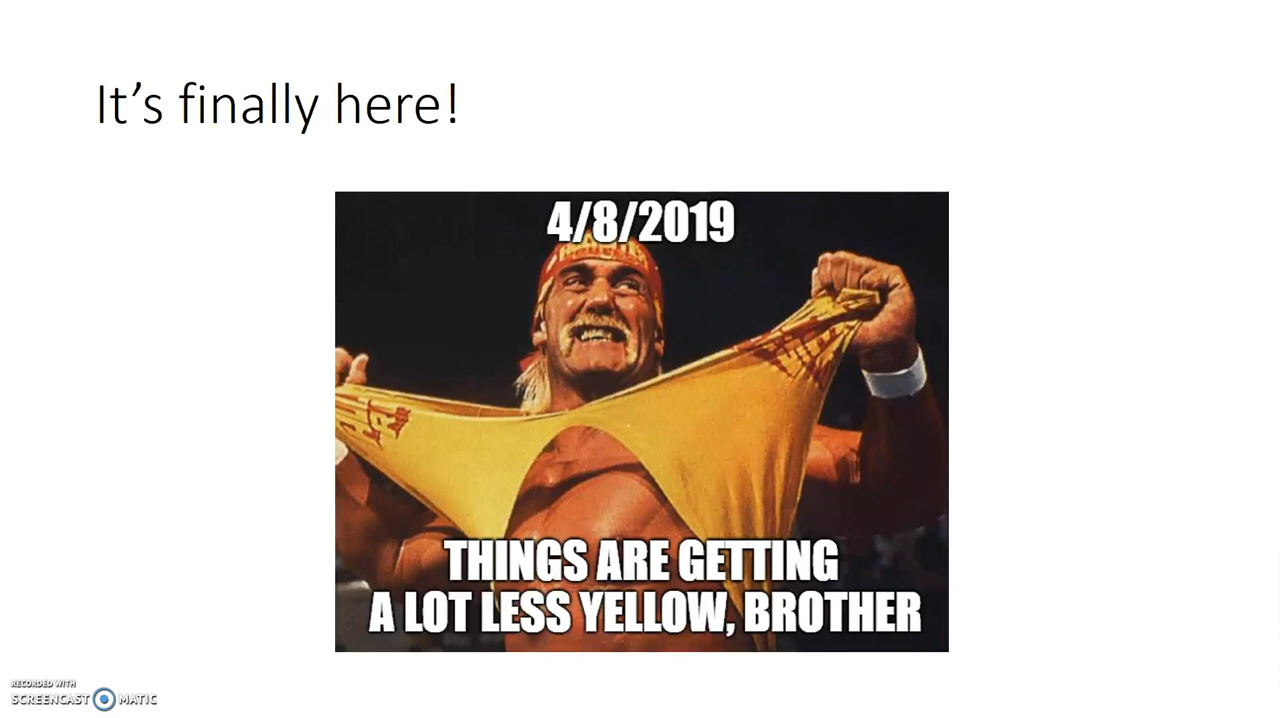 It’s finally here!
4/8/2019
THINGS ARE GETTING
A LOT LESS YELLOW, BROTHER
RECORDED WITH
SCREENCAST MATIC